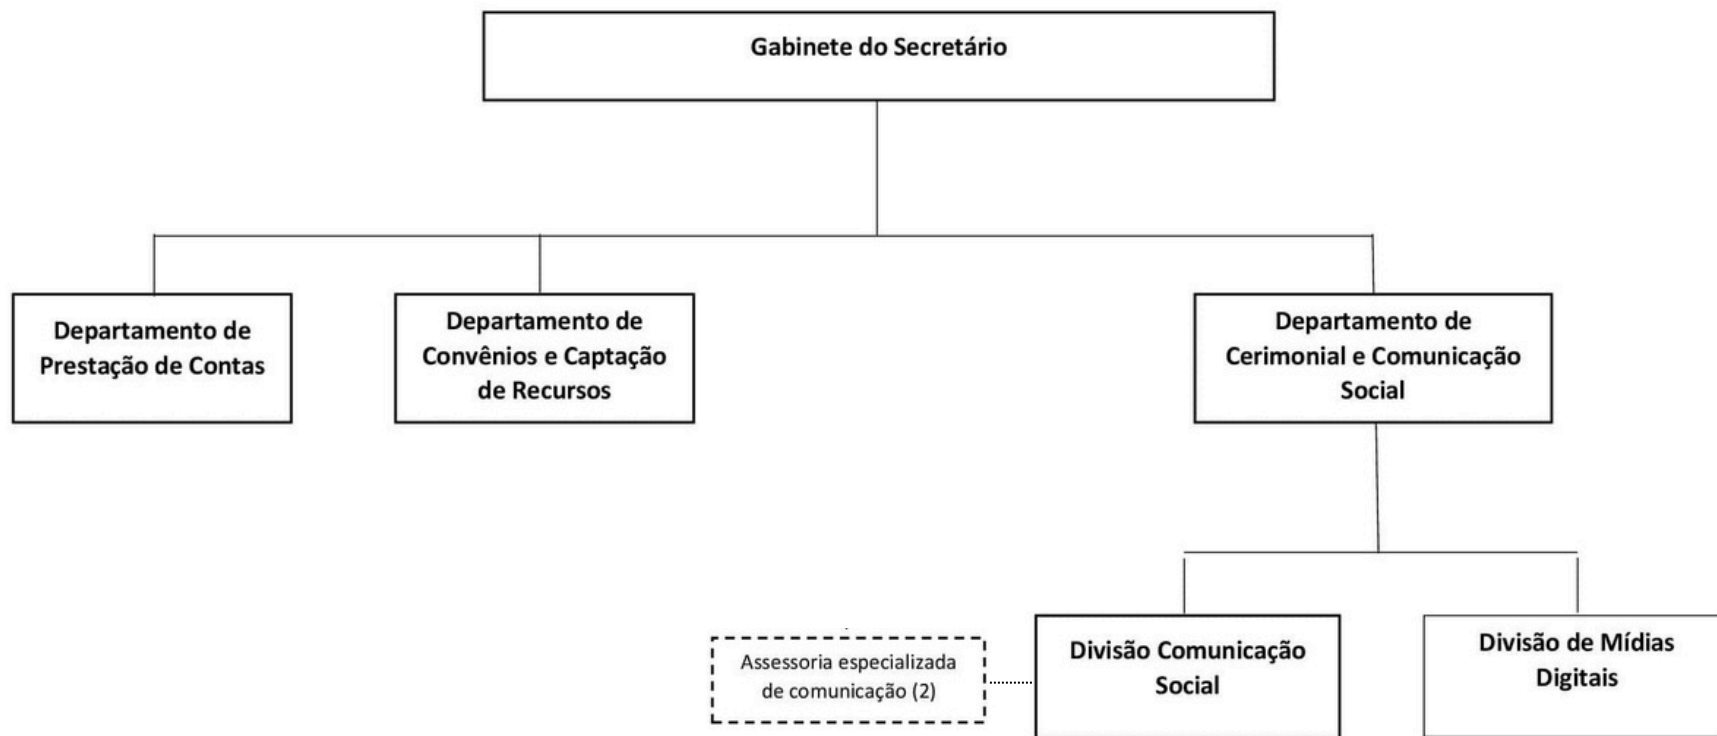 Gabinete do Secretário
Departamento de
Prestação de Contas
Departamento de
Convênios e Captação
de Recursos
Departamento de
Cerimonial e Comunicação
Social
Assessoria especializada
de comunicação (2)
Divisão Comunicação
Social
Divisão de Mídias
Digitais